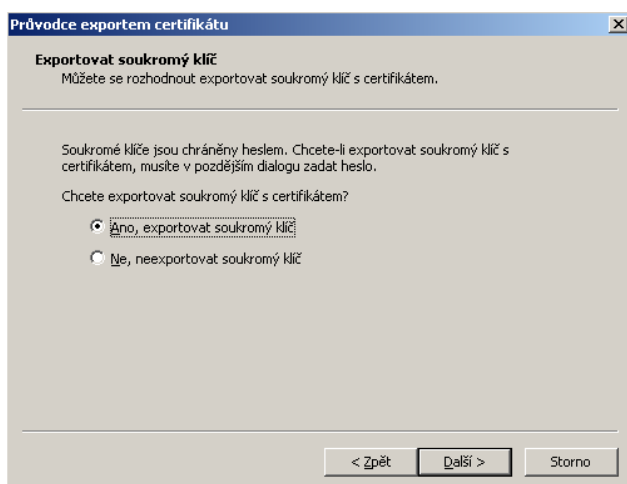 Průvodce exportem certifikátu
Exportovat soukromý klíč
Můžete se rozhodnout exportovat soukromý klíč s certifikátem.
Soukromé klíče jsou chráněny heslem. Chcete-li exportovat soukromý klíč s
certifikátem, musíte v pozdějším dialogu zadat heslo.
Chcete exportovat soukromý klíč s certifikátem?
Ano, exportovat soukromý klíč
Ne, neexportovat soukromý klíč
< Zpět
Další >
Storno